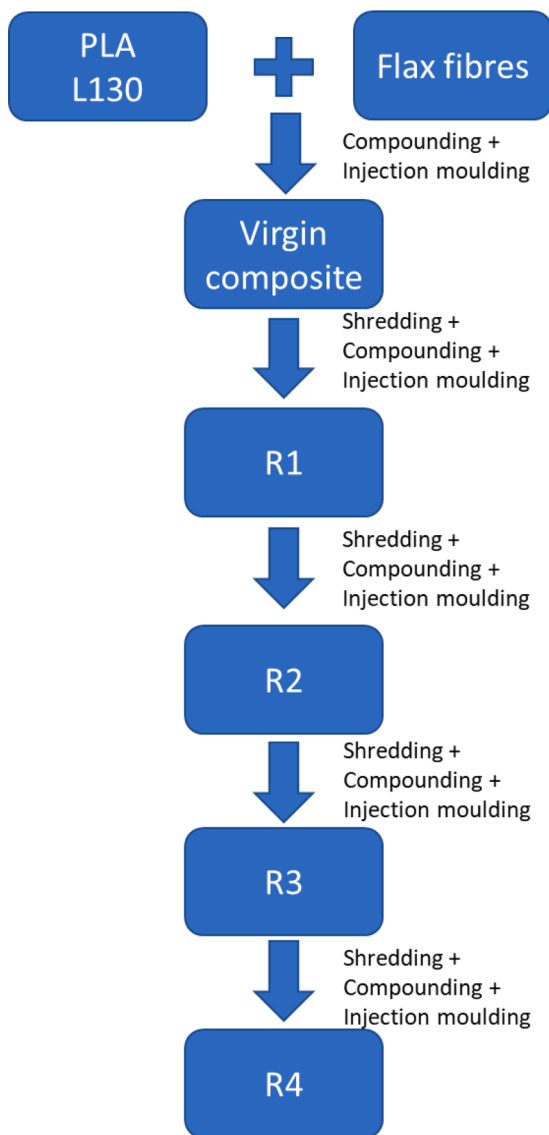 PLA
L130
Flax fibres
Compounding +
Injection moulding
Virgin
composite
Shredding +
Compounding +
Injection moulding
R1
Shredding +
Compounding +
Injection moulding
R2
Shredding +
Compounding +
Injection moulding
R3
Shredding +
Compounding +
Injection moulding
R4